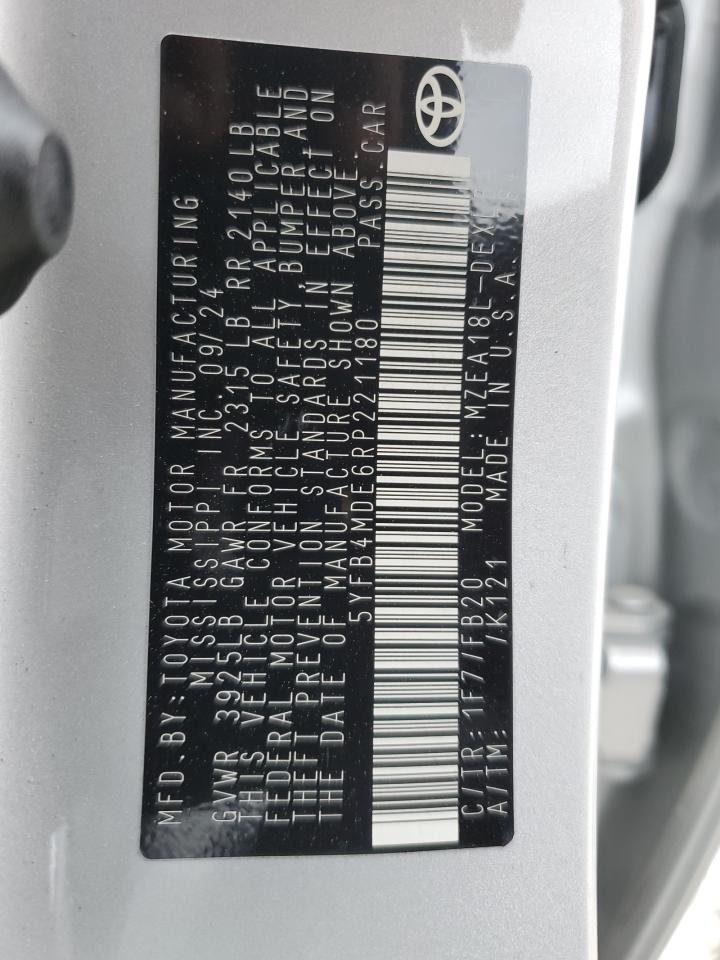 MFD. BY: TOYOTA MOTOR MANUFACTURING
MISSISSIPPI INC. 09/24
GVWR 3925LB GAWR FR 2315 LB RR 2140 LB
THIS VEHICLE CONFORMS TO ALL APPLICABLE
FEDERAL MOTOR VEHICLE SAFETY, BUMPER AND
THEFT PREVENTION STANDARDS IN EFFECT ON
THE DATE OF MANUFACTURE SHOWN ABOVE.
5YFB4MDE6RP221180 PASS. CAR
C/TR: 1F7/FB20 MODEL: MZEA18L-DEX
A/TM: /K121 MADE IN U.S.A.